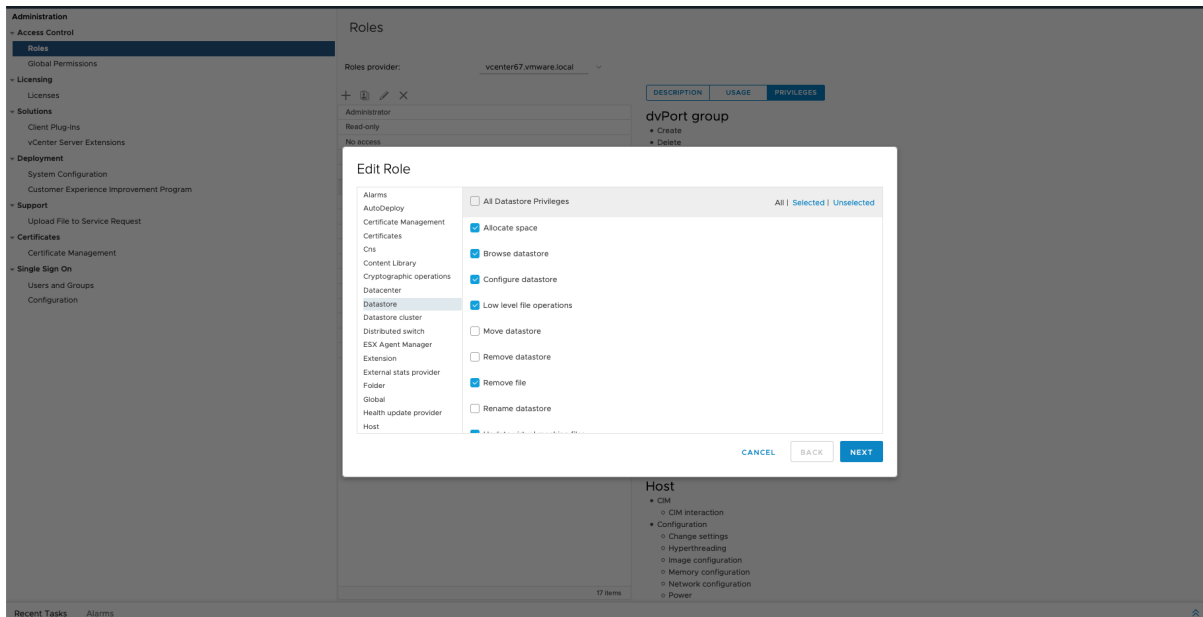 Administration
Access Control
Roles
Global Permissions
Licensing
Licenses
Solutions
Client Plug-Ins
vCenter Server Extensions
Deployment
System Configuration
Customer Experience Improvement Program
Support
Upload File to Service Request
Certificates
Certificate Management
Single Sign On
Users and Groups
Configuration
Roles
Roles provider: vcenter67.vmware.local
Administrator
Read-only
No access
17 items
DESCRIPTION USAGE PRIVILEGES
dvPort group
Create
Delete
Edit Role
Alarms
AutoDeploy
Certificate Management
Certificates
Cns
Content Library
Cryptographic operations
Datacenter
Datastore
Datastore cluster
Distributed switch
ESX Agent Manager
Extension
External stats provider
Folder
Global
Health update provider
Host
All Datastore Privileges All | Selected | Unselected
Allocate space
Browse datastore
Configure datastore
Low level file operations
Move datastore
Remove datastore
Remove file
Rename datastore
CANCEL BACK NEXT
Host
CIM
CIM interaction
Configuration
Change settings
Hyperthreading
Image configuration
Memory configuration
Network configuration
Power
Recent Tasks Alarms